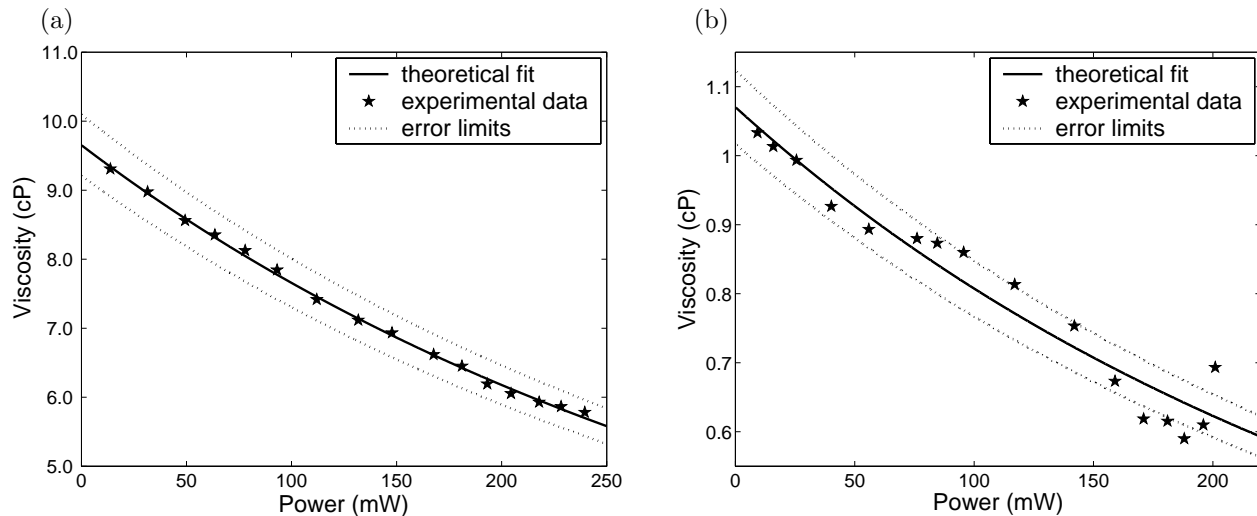 (a)
11.0
10.0
9.0
8.0
7.0
6.0
5.0
Viscosity (cP)
0 50 100 150 200 250
Power (mW)
theoretical fit
experimental data
error limits
(b)
1.1
1
0.9
0.8
0.7
0.6
Viscosity (cP)
0 50 100 150 200
Power (mW)
theoretical fit
experimental data
error limits